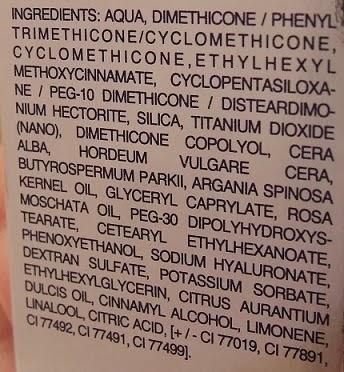 INGREDIENTS: AQUA, DIMETHICONE / PHENYL
TRIMETHICONE/CYCLOMETHICONE,
CYCLOMETHICONE, ETHYLHEXYL
METHOXYCINNAMATE, CYCLOPENTASILOXA-
NE / PEG-10 DIMETHICONE / DISTEARDIMO-
NIUM HECTORITE, SILICA, TITANIUM DIOXIDE
(NANO), DIMETHICONE COPOLYOL, CERA
ALBA, HORDEUM VULGARE CERA,
BUTYROSPERMUM PARKII, ARGANIA SPINOSA
KERNEL OIL, GLYCERYL CAPRYLATE, ROSA
MOSCHATA OIL, PEG-30 DIPOLYHYDROXYS-
TEARATE, CETEARYL ETHYLHEXANOATE,
PHENOXYETHANOL, SODIUM HYALURONATE,
DEXTRAN SULFATE, POTASSIUM SORBATE,
ETHYLHEXYLGLYCERIN, CITRUS AURANTIUM
DULCIS OIL, CINNAMYL ALCOHOL, LIMONENE,
LINALOOL, CITRIC ACID, [+ /- CI 77019, CI 77891,
CI 77492, CI 77491, CI 77499].